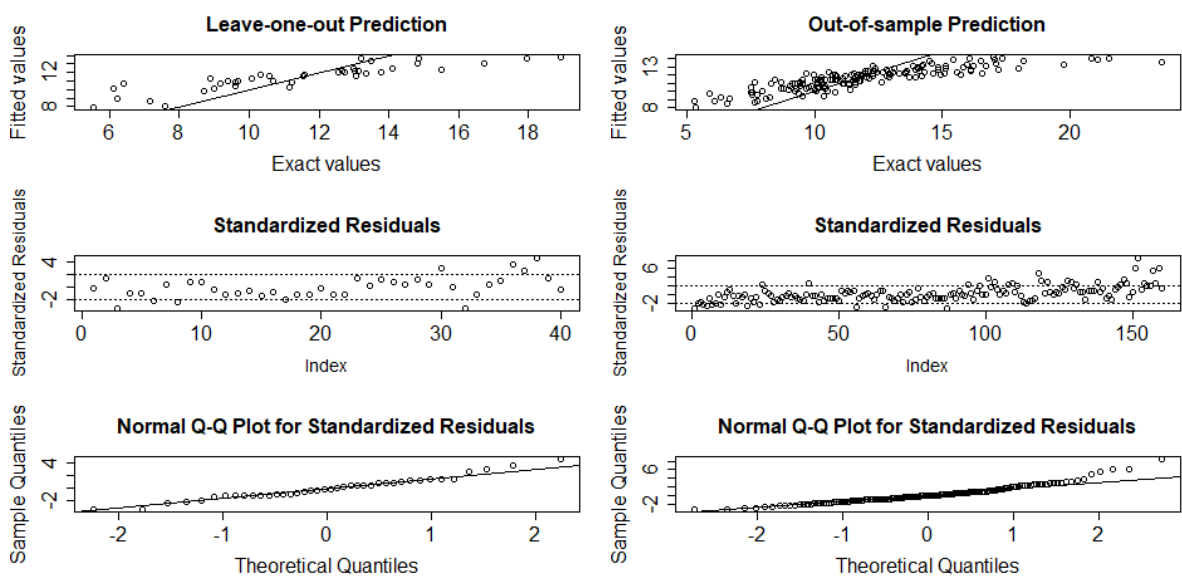 Leave-one-out Prediction
Fitted values
12
8
6 8 10 12 14 16 18
Exact values
Out-of-sample Prediction
Fitted values
13
8
5 10 15 20
Exact values
Standardized Residuals
Standardized Residuals
4
-2
0 10 20 30 40
Index
Standardized Residuals
Standardized Residuals
6
-2
0 50 100 150
Index
Normal Q-Q Plot for Standardized Residuals
Sample Quantiles
4
-2
-2 -1 0 1 2
Theoretical Quantiles
Normal Q-Q Plot for Standardized Residuals
Sample Quantiles
6
-2
-2 -1 0 1 2
Theoretical Quantiles